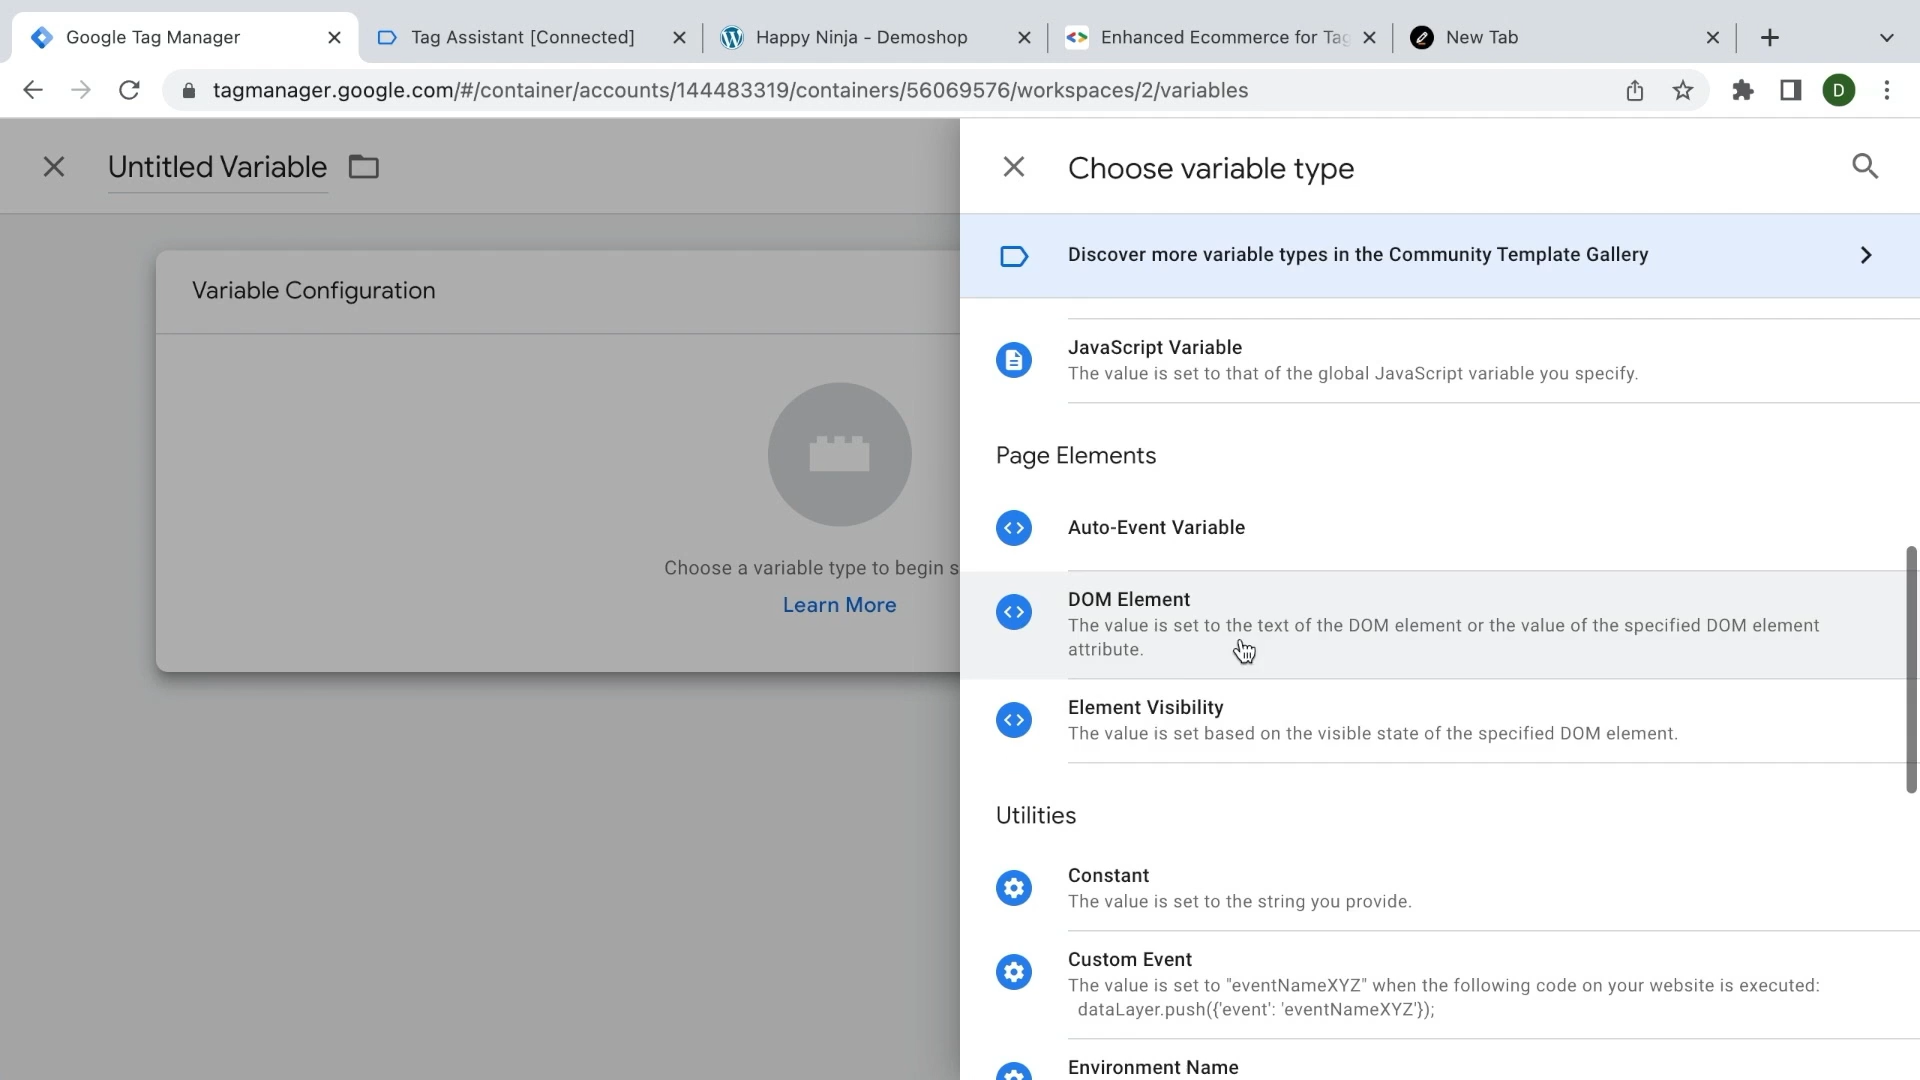 Google Tag Manager
Tag Assistant [Connected]
Happy Ninja - Demoshop
Enhanced Ecommerce for Tag
New Tab
tagmanager.google.com/#/container/accounts/144483319/containers/56069576/workspaces/2/variables
D
Untitled Variable
Variable Configuration
Choose a variable type to begin s
Learn More
Choose variable type
Discover more variable types in the Community Template Gallery
JavaScript Variable
The value is set to that of the global JavaScript variable you specify.
Page Elements
Auto-Event Variable
DOM Element
The value is set to the text of the DOM element or the value of the specified DOM element
attribute.
Element Visibility
The value is set based on the visible state of the specified DOM element.
Utilities
Constant
The value is set to the string you provide.
Custom Event
The value is set to "eventNameXYZ" when the following code on your website is executed:
dataLayer.push({'event': 'eventNameXYZ'});
Environment Name